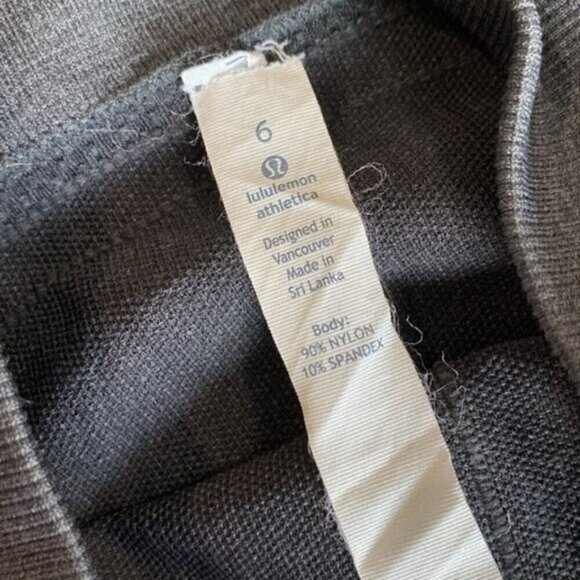 6
lululemon
athletica
Designed in
Vancouver
Made in
Sri Lanka
Body:
90% NYLON
10% SPANDEX